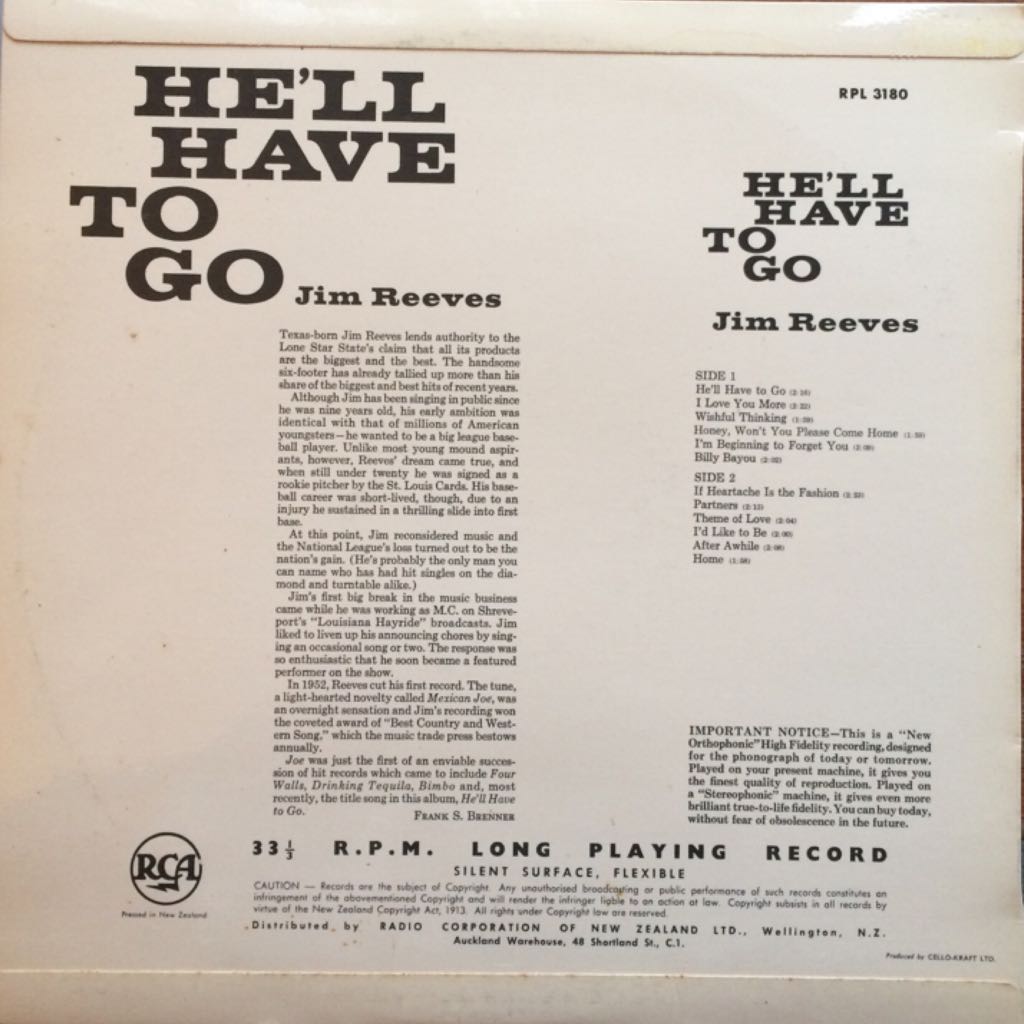 HE'LL
HAVE
TO
GO Jim Reeves
Texas-born Jim Reeves lends authority to the
Lone Star State's claim that all its products
are the biggest and the best. The handsome
six-footer has already tallied up more than his
share of the biggest and best hits of recent years.
Although Jim has been singing in public since
he was nine years old, his early ambition was
identical with that of millions of American
youngsters—he wanted to be a big league base-
ball player. Unlike most young mound aspir-
ants, however, Reeves' dream came true, and
when still under twenty he was signed as a
rookie pitcher by the St. Louis Cards. His base-
ball career was short-lived, though, due to an
injury he sustained in a thrilling slide into first
base.
At this point, Jim reconsidered music and
the National League's loss turned out to be the
nation's gain. (He's probably the only man you
can name who has had hit singles on the dia-
mond and turntable alike.)
Jim's first big break in the music business
came while he was working as M.C. on Shreve-
port's "Louisiana Hayride" broadcasts. Jim
liked to liven up his announcing chores by sing-
ing an occasional song or two. The response was
so enthusiastic that he soon became a featured
performer on the show.
In 1952, Reeves cut his first record. The tune,
a light-hearted novelty called Mexican Joe, was
an overnight sensation and Jim's recording won
the coveted award of "Best Country and West-
ern Song," which the music trade press bestows
annually.
Joe was just the first of an enviable succes-
sion of hit records which came to include Four
Walls, Drinking Tequila, Bimbo and, most
recently, the title song in this album, He'll Have
to Go.
FRANK S. BRENNER
RPL 3180
HE'LL
HAVE
TO
GO
Jim Reeves
SIDE 1
He'll Have to Go (2:16)
I Love You More (2:22)
Wishful Thinking
Honey, Won't You Please Come Home
I'm Beginning to Forget You
Billy Bayou (2:02)
SIDE 2
If Heartache Is the Fashion
Partners (2:13)
Theme of Love (2:04)
I'd Like to Be (2:00)
After Awhile
Home (1:58)
IMPORTANT NOTICE—This is a "New
Orthophonic" High Fidelity recording, designed
for the phonograph of today or tomorrow.
Played on your present machine, it gives you
the finest quality of reproduction. Played on
a "Stereophonic" machine, it gives even more
brilliant true-to-life fidelity. You can buy today,
without fear of obsolescence in the future.
RCA
Pressed in New Zealand
33⅓ R.P.M. LONG PLAYING RECORD
SILENT SURFACE, FLEXIBLE
CAUTION — Records are the subject of Copyright. Any unauthorised broadcasting or public performance of such records constitutes an
infringement of the abovementioned Copyright and will render the infringer liable to an action at law. Copyright subsists in all records by
virtue of the New Zealand Copyright Act, 1913. All rights under Copyright law are reserved.
Distributed by RADIO CORPORATION OF NEW ZEALAND LTD., Wellington, N.Z.
Auckland Warehouse, 48 Shortland St., C.1.
Produced by CELLO-KRAFT LTD.